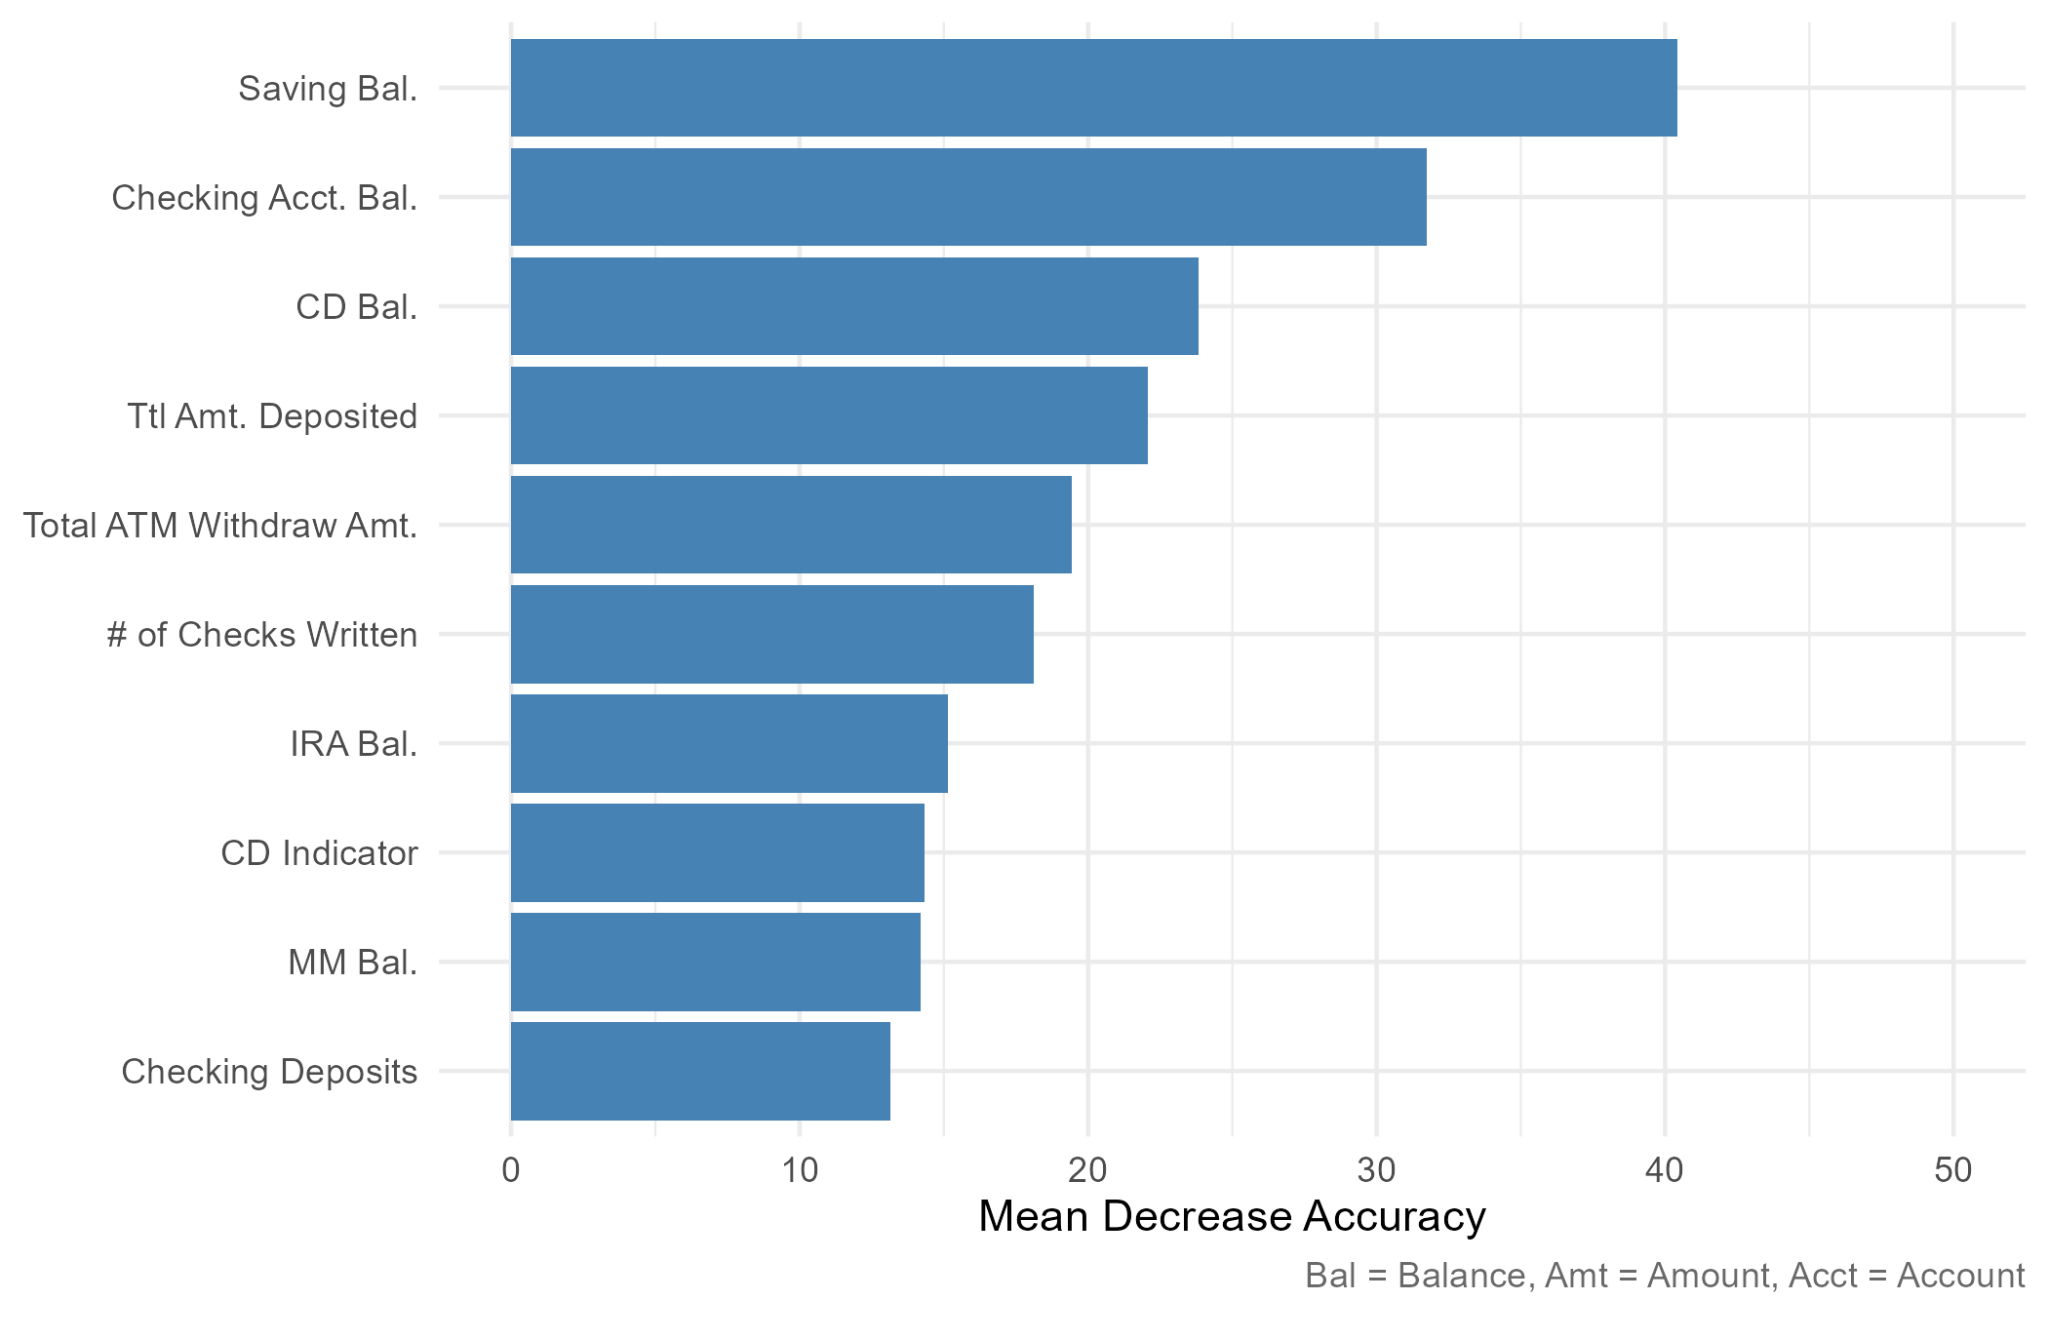 Saving Bal.
Checking Acct. Bal.
CD Bal.
Ttl Amt. Deposited
Total ATM Withdraw Amt.
# of Checks Written
IRA Bal.
CD Indicator
MM Bal.
Checking Deposits
0 10 20 30 40 50
Mean Decrease Accuracy
Bal = Balance, Amt = Amount, Acct = Account